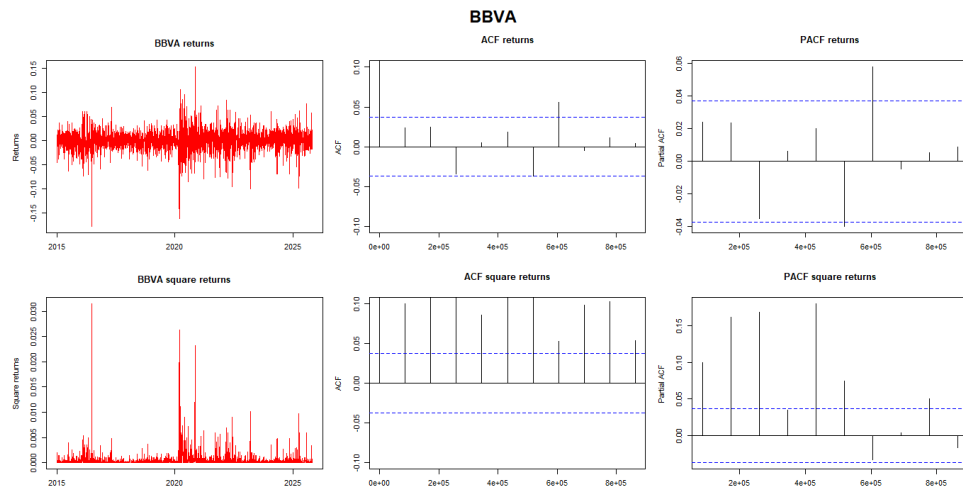 BBVA
BBVA returns
Returns
0.15
0.10
0.05
0.00
-0.05
-0.10
-0.15
2015
2020
2025
ACF returns
ACF
0.10
0.05
0.00
-0.05
-0.10
0e+00
2e+05
4e+05
6e+05
8e+05
PACF returns
Partial ACF
0.06
0.04
0.02
0.00
-0.02
-0.04
2e+05
4e+05
6e+05
8e+05
BBVA square returns
Square returns
0.030
0.025
0.020
0.015
0.010
0.005
0.000
2015
2020
2025
ACF square returns
ACF
0.10
0.05
0.00
-0.05
-0.10
0e+00
2e+05
4e+05
6e+05
8e+05
PACF square returns
Partial ACF
0.15
0.10
0.05
0.00
2e+05
4e+05
6e+05